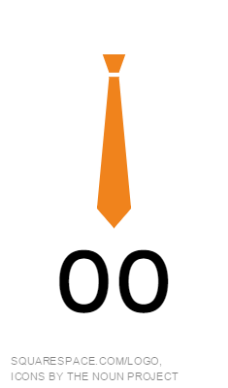 OO
SQUARESPACE.COM/LOGO,
ICONS BY THE NOUN PROJECT